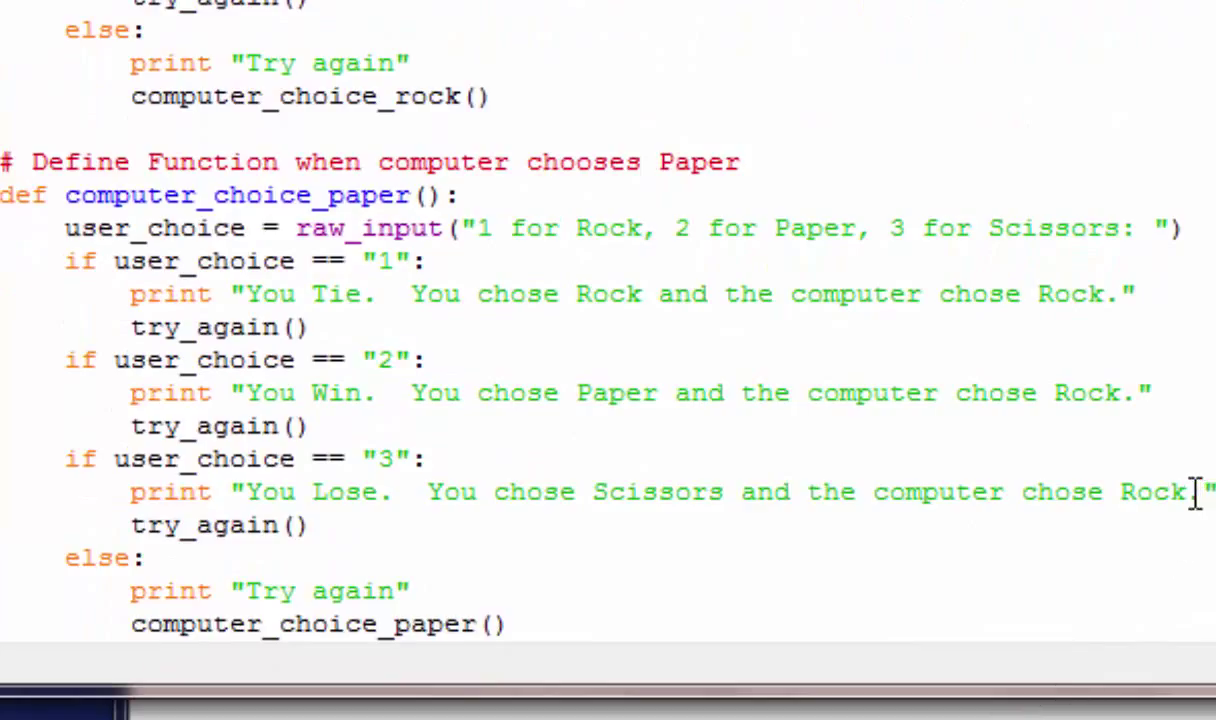 try_again()
else:
print "Try again"
computer_choice_rock()
# Define Function when computer chooses Paper
def computer_choice_paper():
user_choice = raw_input("1 for Rock, 2 for Paper, 3 for Scissors: ")
if user_choice == "1":
print "You Tie.  You chose Rock and the computer chose Rock."
try_again()
if user_choice == "2":
print "You Win.  You chose Paper and the computer chose Rock."
try_again()
if user_choice == "3":
print "You Lose.  You chose Scissors and the computer chose Rock."
try_again()
else:
print "Try again"
computer_choice_paper()